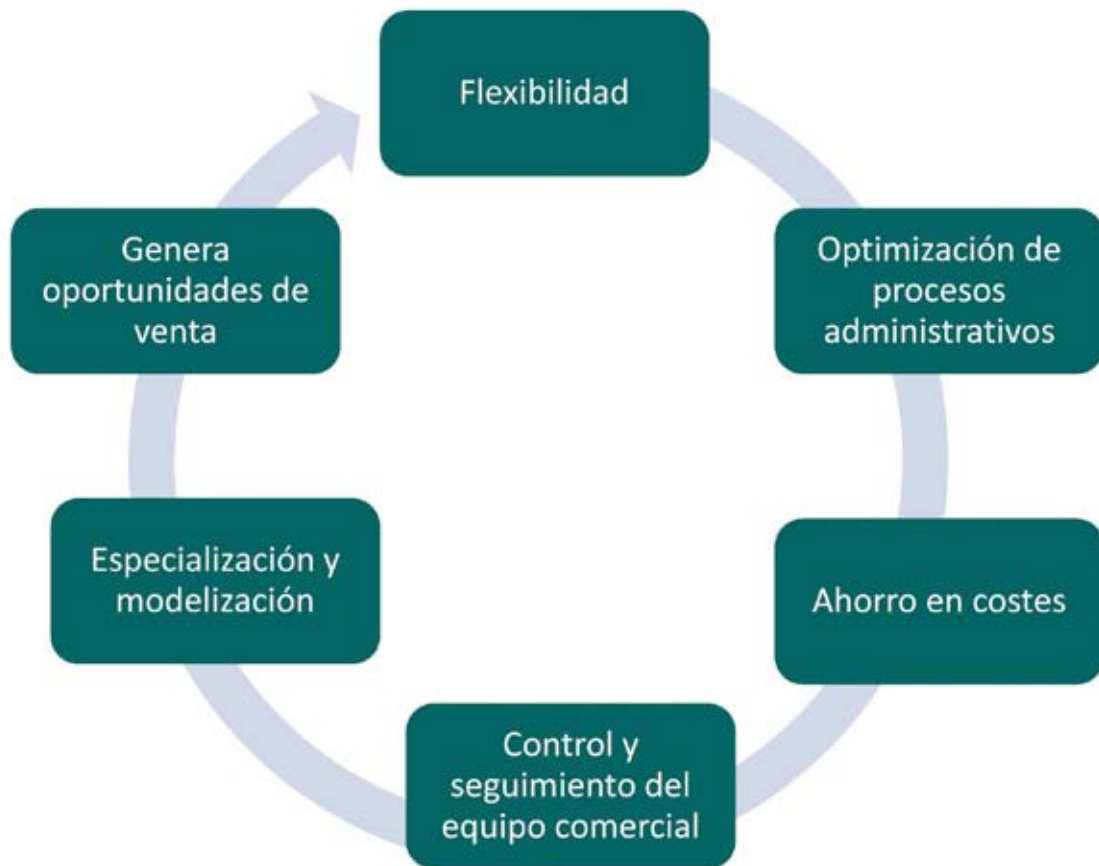 Flexibilidad
Optimización de
procesos
administrativos
Ahorro en costes
Control y
seguimiento del
equipo comercial
Especialización y
modelización
Genera
oportunidades de
venta